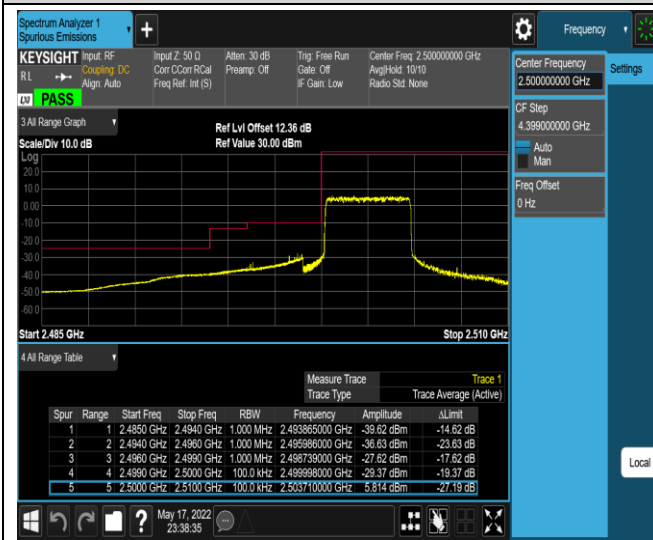 Spectrum Analyzer 1
Spurious Emissions
+
Frequency
KEYSIGHT Input: RF Input Z: 50 Ω Atten: 30 dB Trig: Free Run Center Freq: 2.500000000 GHz
RL Coupling: DC Corr CCorr RCal Preamp: Off Gate: Off Avg|Hold: 10/10
Align: Auto Freq Ref: Int (S) IF Gain: Low Radio Std: None
LXI PASS
Center Frequency
2.500000000 GHz
Settings
CF Step
4.399000000 GHz
Auto
Man
Freq Offset
0 Hz
3 All Range Graph
Ref Lvl Offset 12.36 dB
Scale/Div 10.0 dB Ref Value 30.00 dBm
Log
20.0
10.0
0.00
-10.0
-20.0
-30.0
-40.0
-50.0
-60.0
Start 2.485 GHz Stop 2.510 GHz
4 All Range Table
Measure Trace Trace 1
Trace Type Trace Average (Active)
Spur Range Start Freq Stop Freq RBW Frequency Amplitude ΔLimit
1 1 2.4850 GHz 2.4940 GHz 1.000 MHz 2.493865000 GHz -39.62 dBm -14.62 dB
2 2 2.4940 GHz 2.4960 GHz 1.000 MHz 2.495986000 GHz -36.63 dBm -23.63 dB
3 3 2.4960 GHz 2.4990 GHz 1.000 MHz 2.498739000 GHz -27.62 dBm -17.62 dB
4 4 2.4990 GHz 2.5000 GHz 100.0 kHz 2.499998000 GHz -29.37 dBm -19.37 dB
5 5 2.5000 GHz 2.5100 GHz 100.0 kHz 2.503710000 GHz 5.814 dBm -27.19 dB
Local
? May 17, 2022
23:38:35